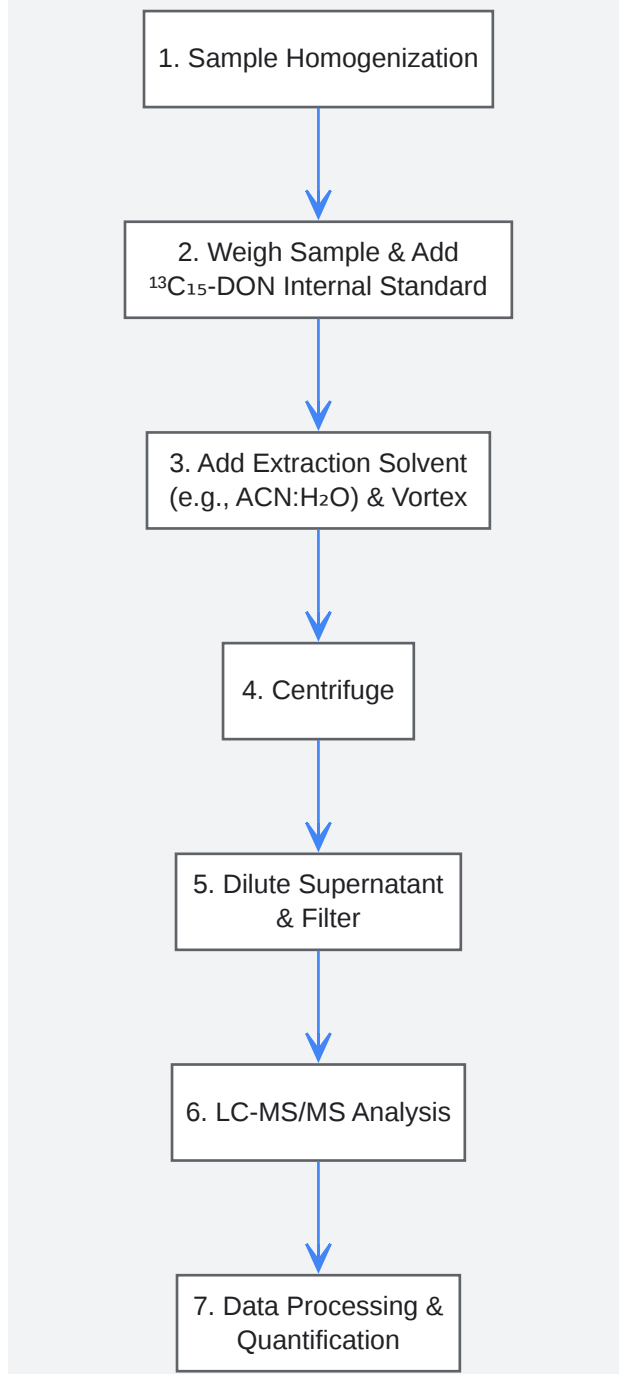 1. Sample Homogenization
2. Weigh Sample & Add
¹³C₁₅-DON Internal Standard
3. Add Extraction Solvent
(e.g., ACN:H₂O) & Vortex
4. Centrifuge
5. Dilute Supernatant
& Filter
6. LC-MS/MS Analysis
7. Data Processing &
Quantification